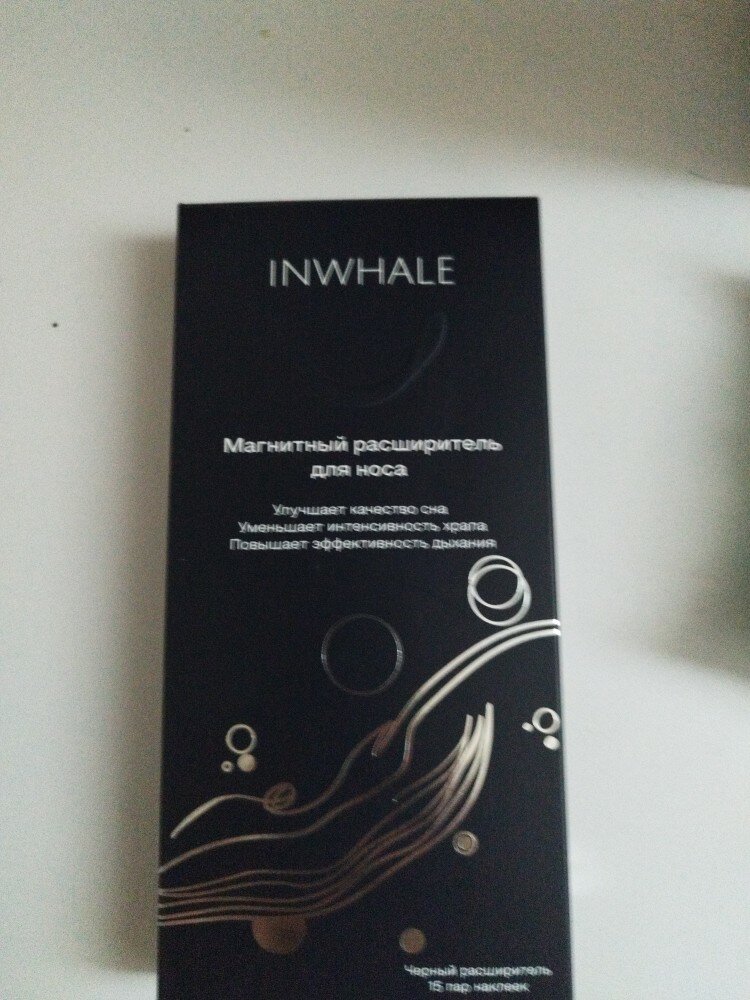 INWHALE
Магнитный расширитель
для носа
Улучшает качество сна
Уменьшает интенсивность храпа
Повышает эффективность дыхания
Черный расширитель
15 пар наклеек